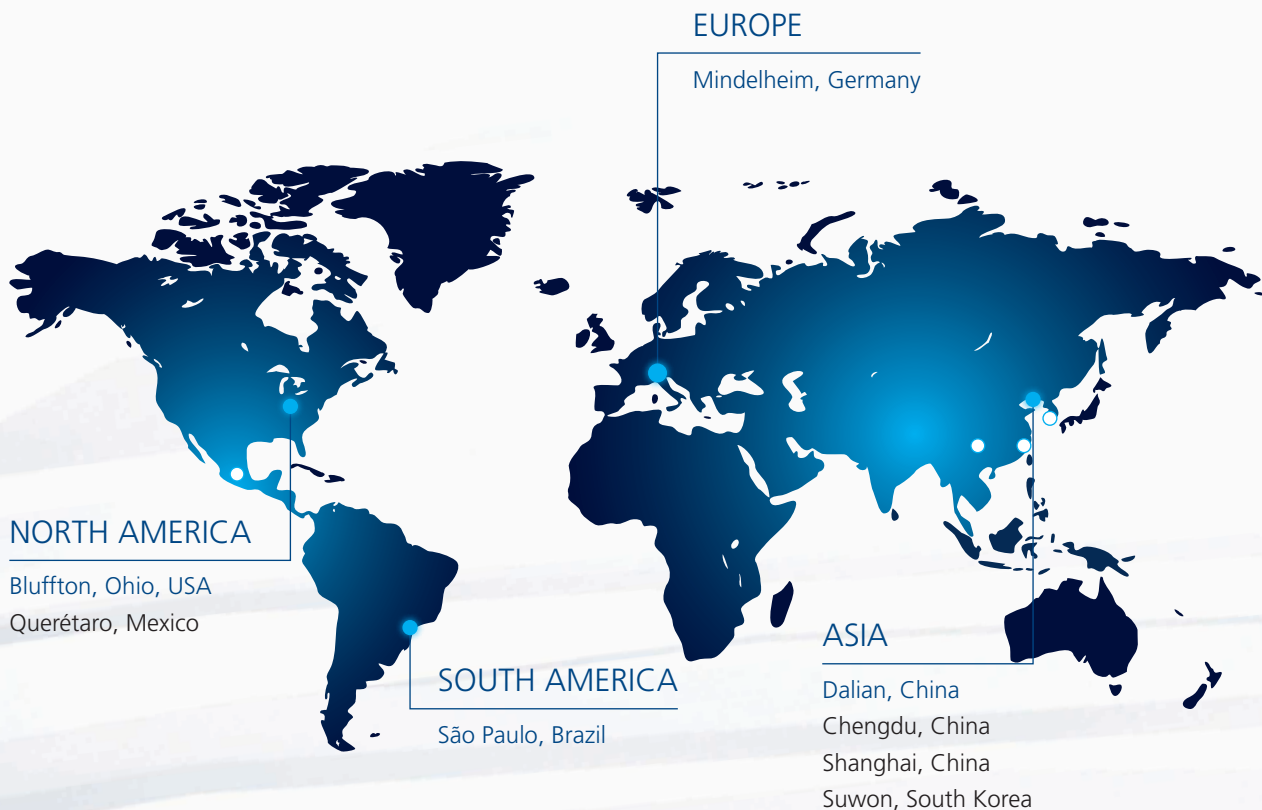 EUROPE
Mindelheim, Germany
NORTH AMERICA
Bluffton, Ohio, USA
Querétaro, Mexico
SOUTH AMERICA
São Paulo, Brazil
ASIA
Dalian, China
Chengdu, China
Shanghai, China
Suwon, South Korea